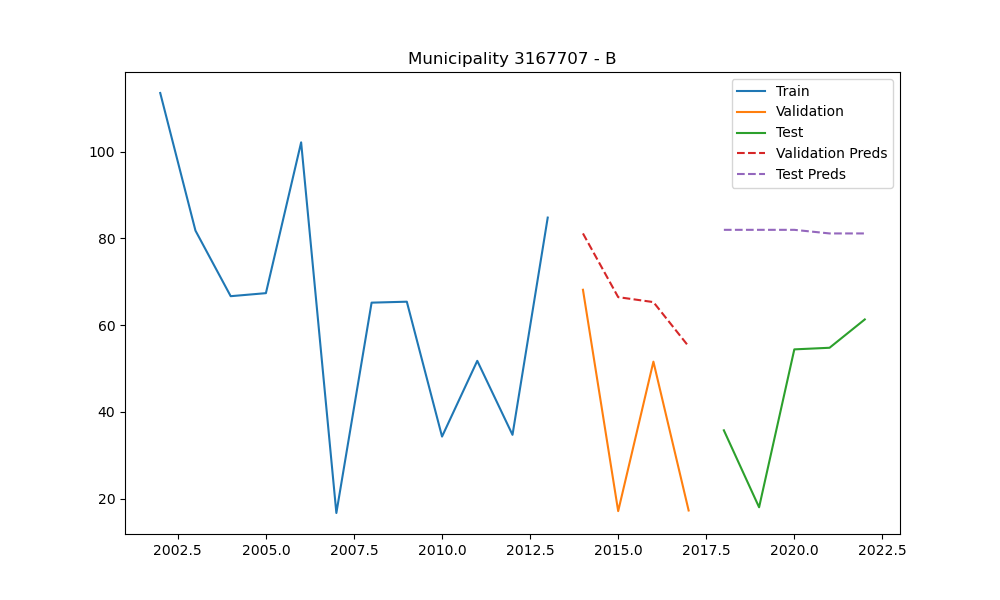 Municipality 3167707 - B
Train
Validation
Test
Validation Preds
Test Preds
100
80
60
40
20
2002.5 2005.0 2007.5 2010.0 2012.5 2015.0 2017.5 2020.0 2022.5